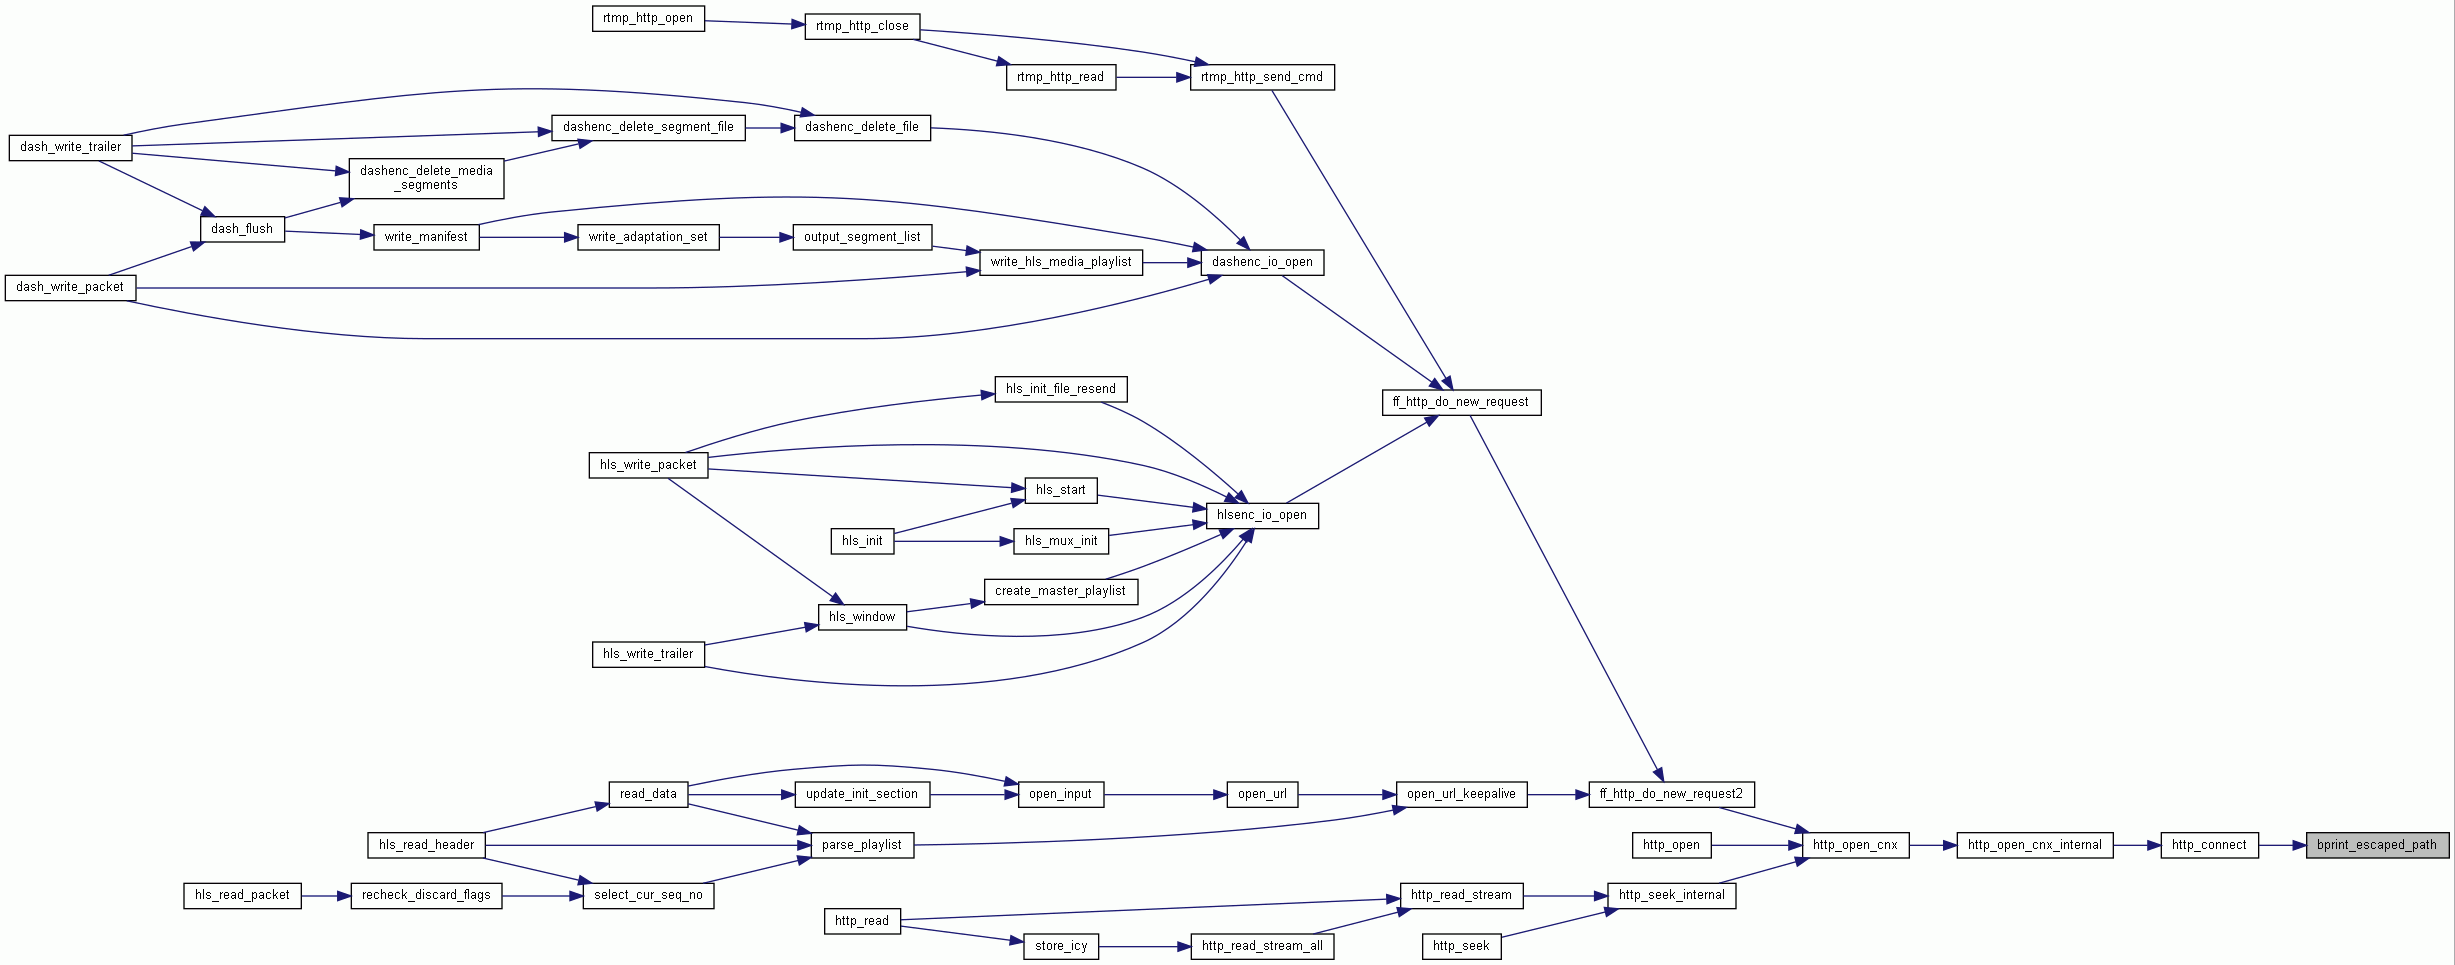 rtmp_http_open
rtmp_http_close
rtmp_http_read
rtmp_http_send_cmd
dash_write_trailer
dashenc_delete_segment_file
dashenc_delete_file
dashenc_delete_media
_segments
dash_flush
write_manifest
write_adaptation_set
output_segment_list
write_hls_media_playlist
dashenc_io_open
dash_write_packet
hls_init_file_resend
ff_http_do_new_request
hls_write_packet
hls_start
hlsenc_io_open
hls_init
hls_mux_init
create_master_playlist
hls_window
hls_write_trailer
read_data
update_init_section
open_input
open_url
open_url_keepalive
ff_http_do_new_request2
hls_read_header
parse_playlist
http_open
http_open_cnx
http_open_cnx_internal
http_connect
bprint_escaped_path
hls_read_packet
recheck_discard_flags
select_cur_seq_no
http_read_stream
http_seek_internal
http_read
store_icy
http_read_stream_all
http_seek